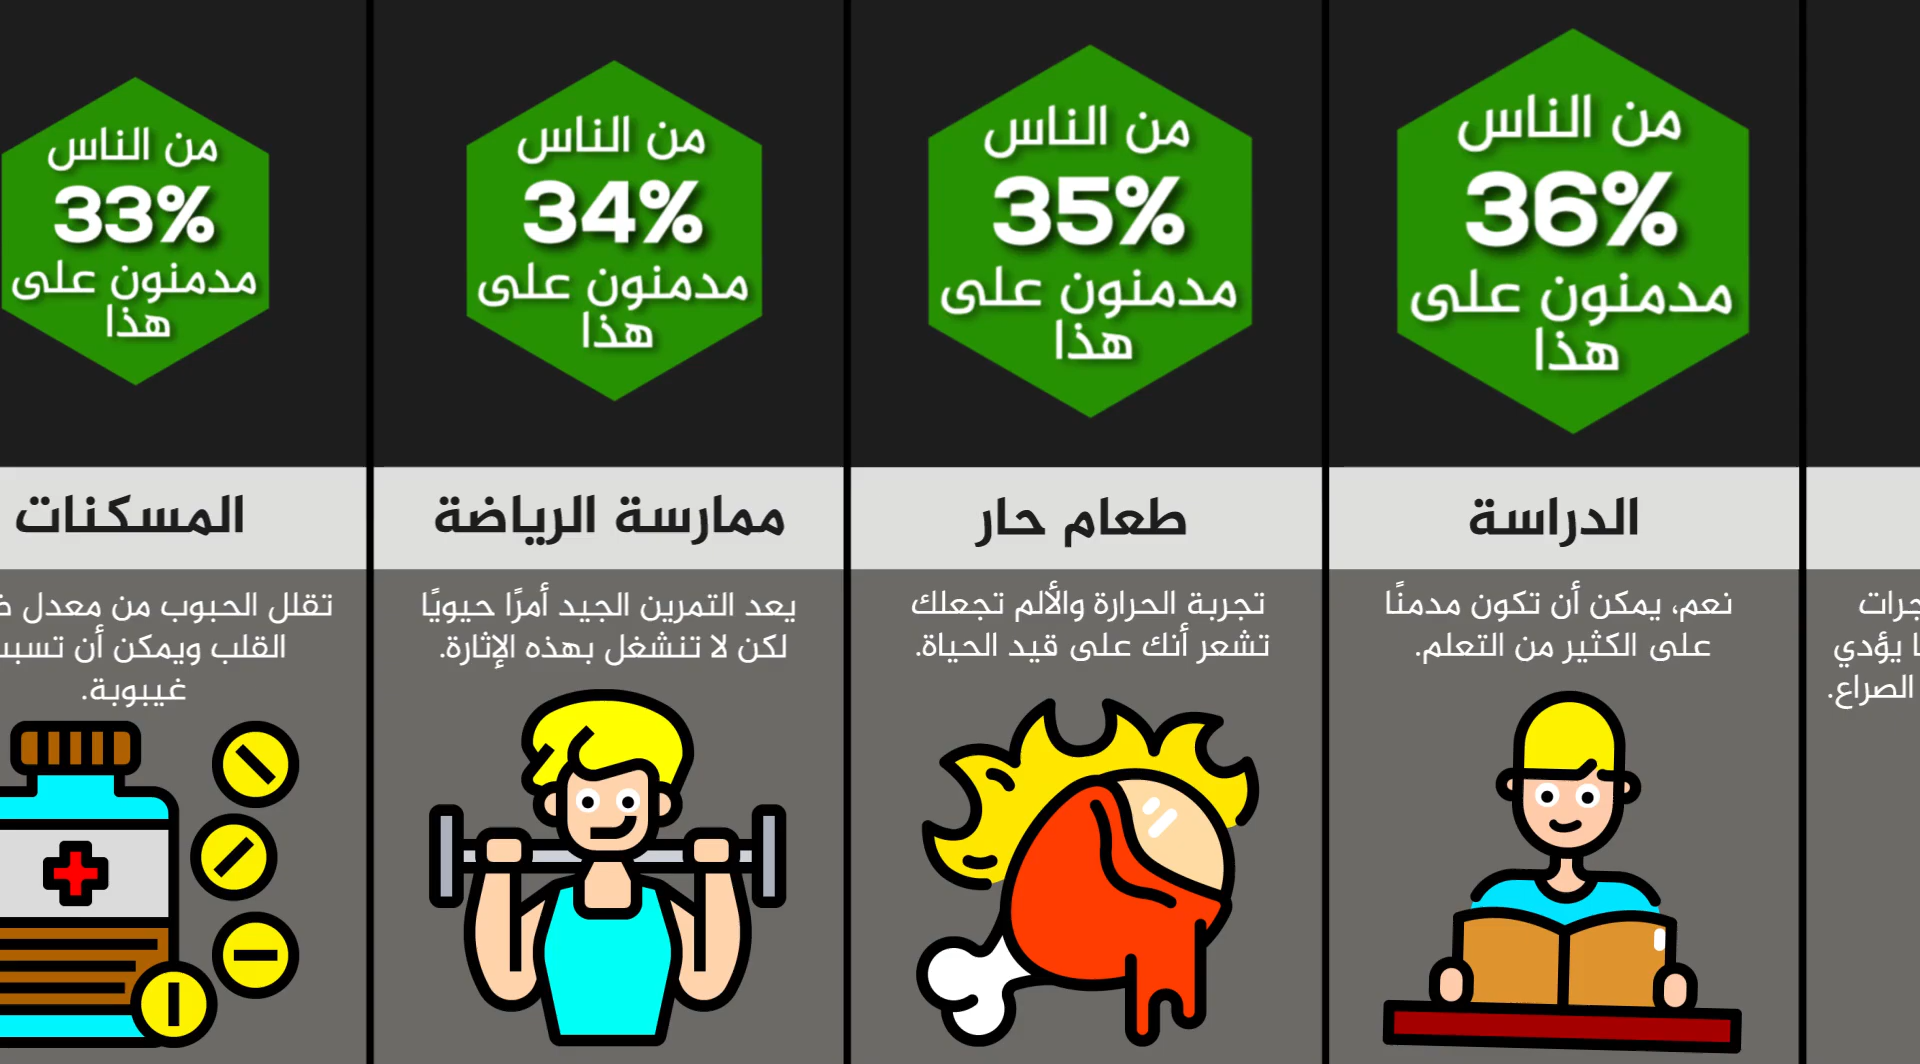 من الناس
33%
مدمنون على
هذا
المسكنات
تقلل الحبوب من معدل
القلب ويمكن أن
غيبوبة.
من الناس
34%
مدمنون على
هذا
ممارسة الرياضة
يعد التمرين الجيد أمرًا حيويًا
لكن لا تنشغل بهذه الإثارة.
من الناس
35%
مدمنون على
هذا
طعام حار
تجربة الحرارة والألم تجعلك
تشعر أنك على قيد الحياة.
من الناس
36%
مدمنون على
هذا
الدراسة
نعم، يمكن أن تكون مدمنًا
على الكثير من التعلم.
يؤدي
الصراع.